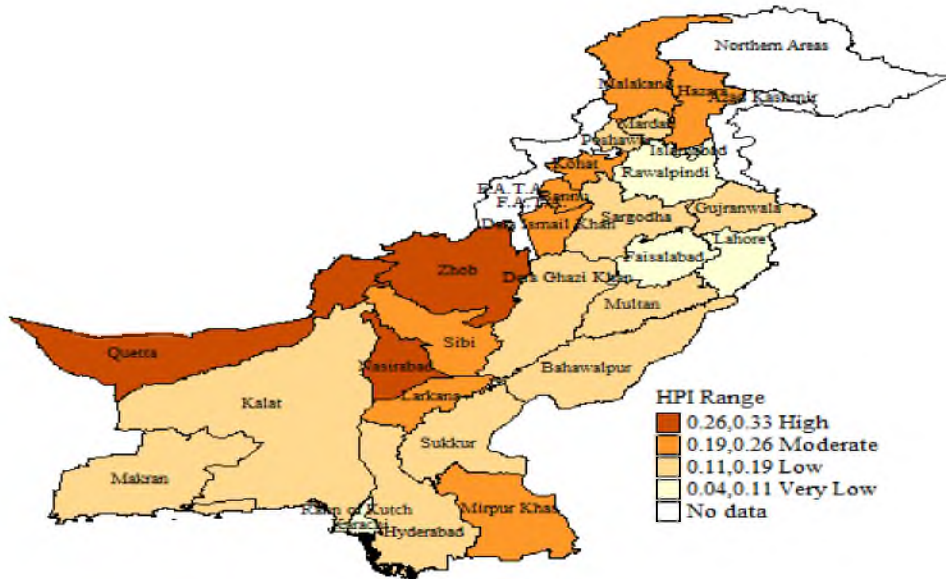 Northern Areas
Malakand
Hazara
Azad Kashmir
Mardan
Peshawar
Islamabad
Kohat
Rawalpindi
F.A.T.A.
Bannu
F.A.T.A.
Dera Ismail Khan
Sargodha
Gujranwala
Lahore
Faisalabad
Zhob
Dera Ghazi Khan
Multan
Sibi
Quetta
Nasirabad
Bahawalpur
Larkana
Kalat
Sukkur
Makran
Rann of Kutch
Karachi
Hyderabad
Mirpur Khas
HPI Range
0.26,0.33 High
0.19,0.26 Moderate
0.11,0.19 Low
0.04,0.11 Very Low
No data